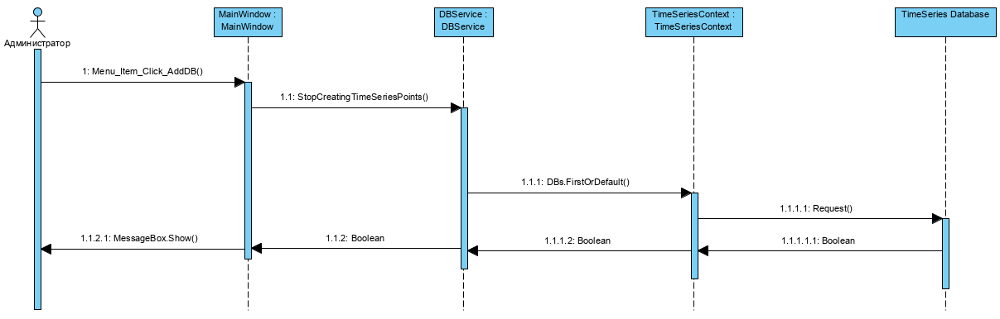 Администратор
MainWindow :
MainWindow
DBService :
DBService
TimeSeriesContext :
TimeSeriesContext
TimeSeries Database
1: Menu_Item_Click_AddDB()
1.1: StopCreatingTimeSeriesPoints()
1.1.1: DBs.FirstOrDefault()
1.1.1.1: Request()
1.1.2.1: MessageBox.Show()
1.1.2: Boolean
1.1.1.2: Boolean
1.1.1.1.1: Boolean